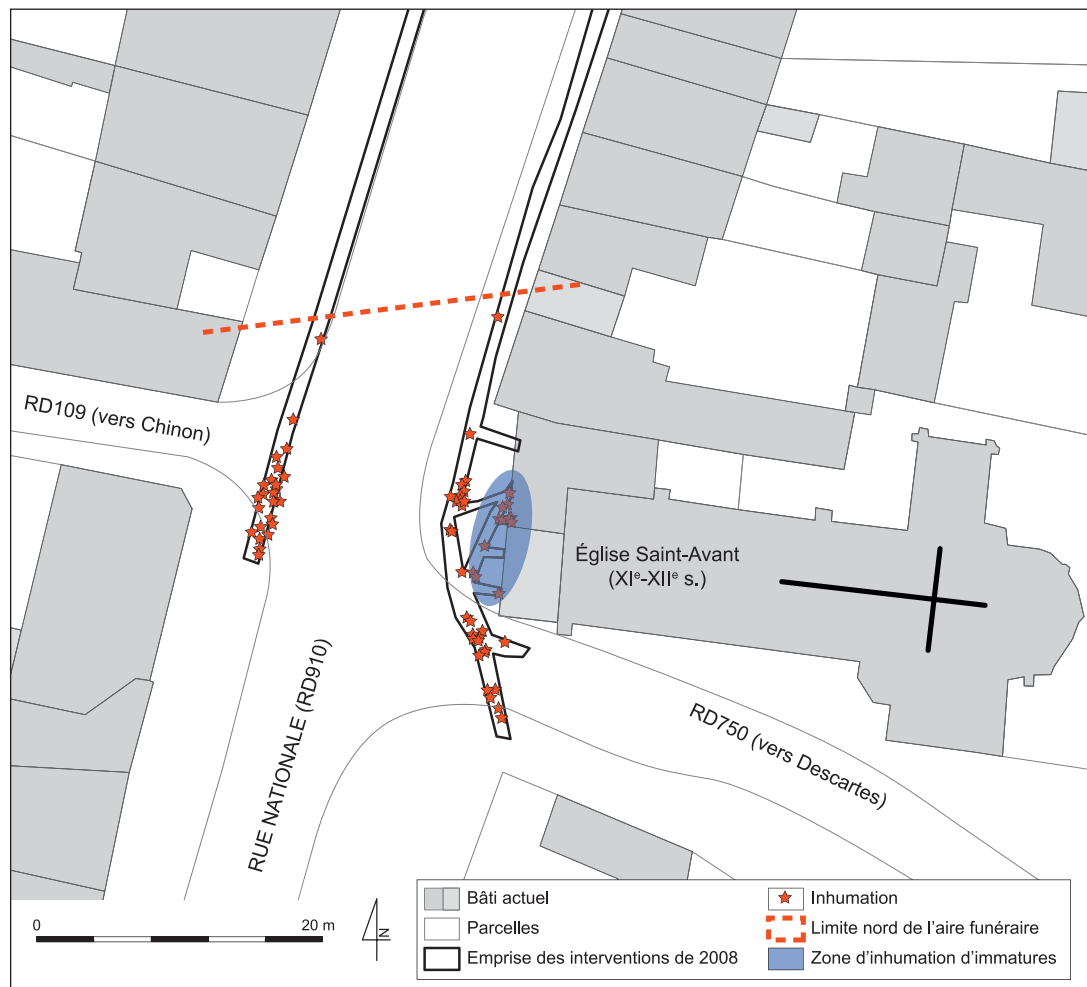 RD109 (vers Chinon)
Église Saint-Avant
(XIe-XIIe s.)
RUE NATIONALE (RD910)
RD750 (vers Descartes)
0
20 m
N
Bâti actuel
Parcelles
Emprise des interventions de 2008
Inhumation
Limite nord de l'aire funéraire
Zone d'inhumation d'immatures